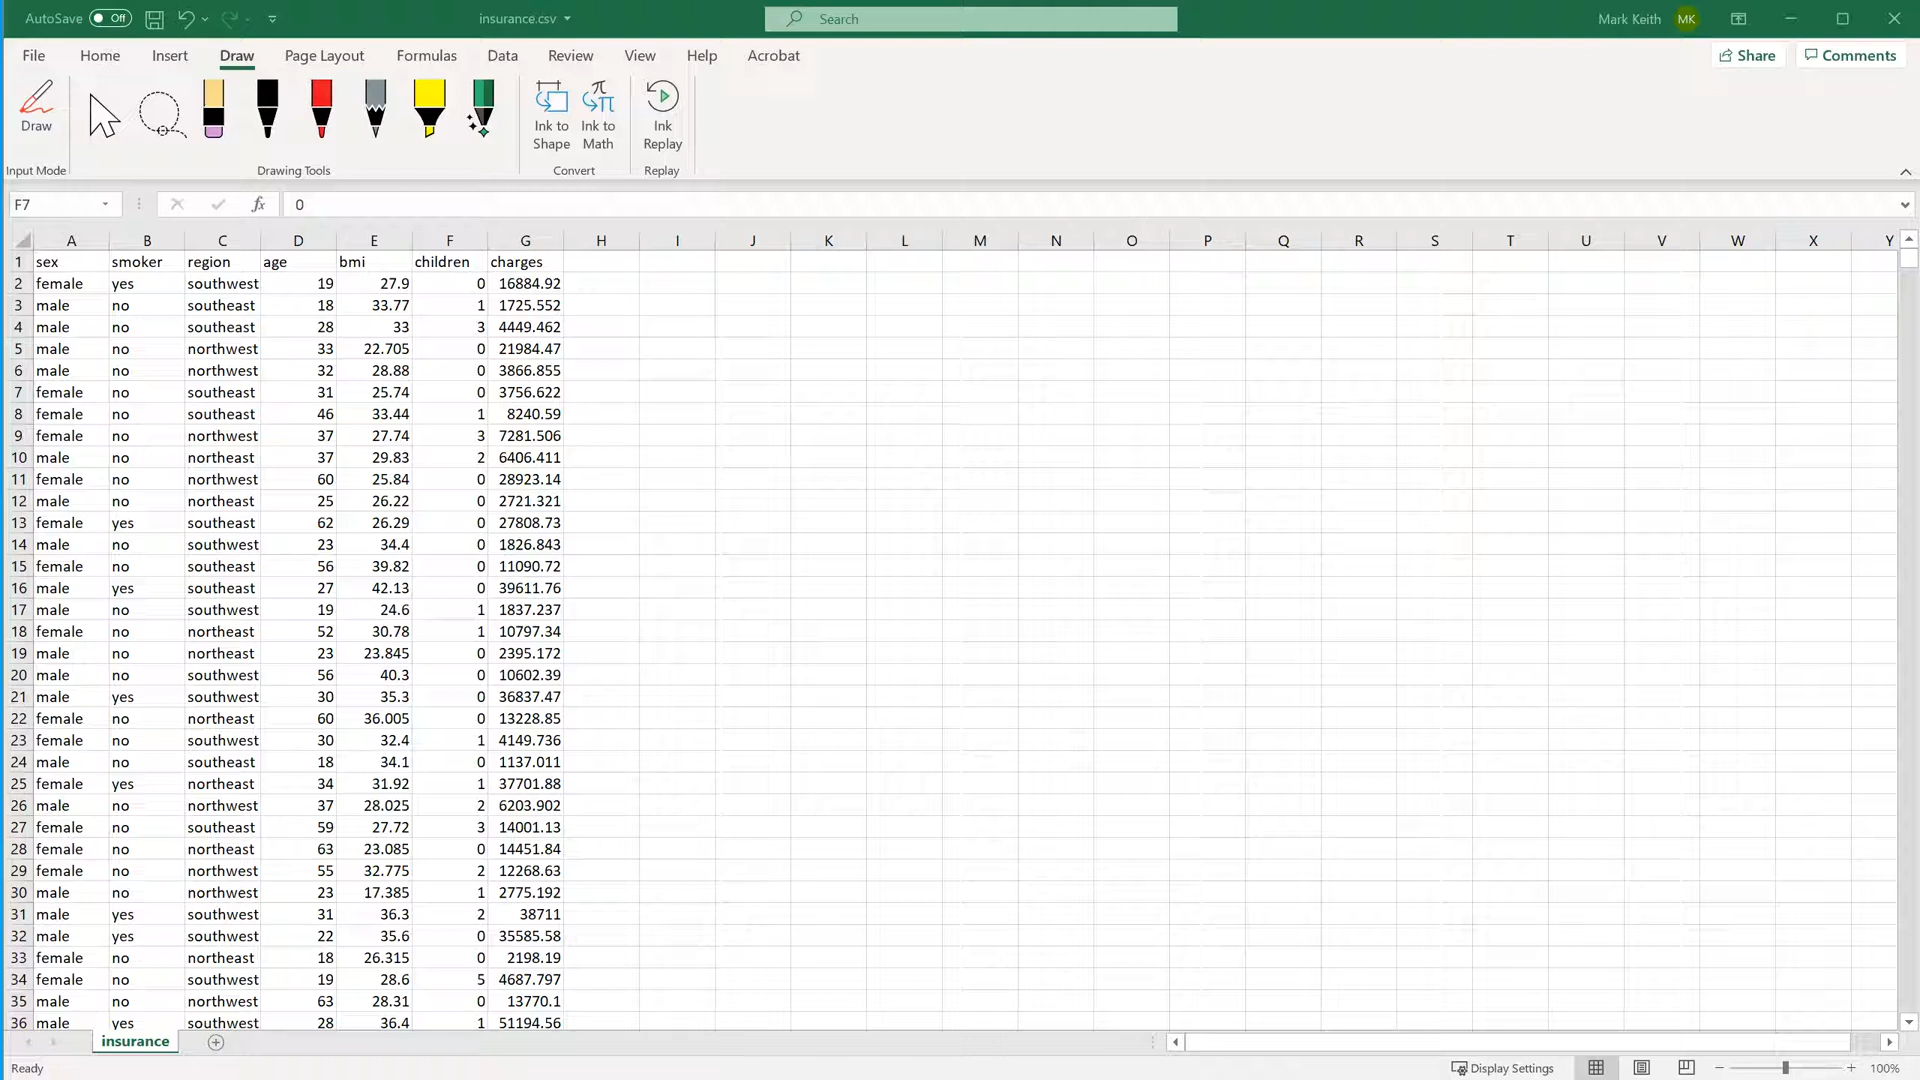 AutoSave Off insurance.csv Search Mark Keith MK
File Home Insert Draw Page Layout Formulas Data Review View Help Acrobat Share Comments
Draw Ink to Shape Ink to Math Ink Replay
Input Mode Drawing Tools Convert Replay
F7 fx 0
A B C D E F G H I J K L M N O P Q R S T U V W X Y
1 sex smoker region age bmi children charges
2 female yes southwest 19 27.9 0 16884.92
3 male no southeast 18 33.77 1 1725.552
4 male no southeast 28 33 3 4449.462
5 male no northwest 33 22.705 0 21984.47
6 male no northwest 32 28.88 0 3866.855
7 female no southeast 31 25.74 0 3756.622
8 female no southeast 46 33.44 1 8240.59
9 female no northwest 37 27.74 3 7281.506
10 male no northeast 37 29.83 2 6406.411
11 female no northwest 60 25.84 0 28923.14
12 male no northeast 25 26.22 0 2721.321
13 female yes southeast 62 26.29 0 27808.73
14 male no southwest 23 34.4 0 1826.843
15 female no southeast 56 39.82 0 11090.72
16 male yes southeast 27 42.13 0 39611.76
17 male no southwest 19 24.6 1 1837.237
18 female no northeast 52 30.78 1 10797.34
19 male no northeast 23 23.845 0 2395.172
20 male no southwest 56 40.3 0 10602.39
21 male yes southwest 30 35.3 0 36837.47
22 female no northeast 60 36.005 0 13228.85
23 female no southwest 30 32.4 1 4149.736
24 male no southeast 18 34.1 0 1137.011
25 female yes northeast 34 31.92 1 37701.88
26 male no northwest 37 28.025 2 6203.902
27 female no southeast 59 27.72 3 14001.13
28 female no northeast 63 23.085 0 14451.84
29 female no northwest 55 32.775 2 12268.63
30 male no northwest 23 17.385 1 2775.192
31 male yes southwest 31 36.3 2 38711
32 male yes southwest 22 35.6 0 35585.58
33 female no northeast 18 26.315 0 2198.19
34 female no southwest 19 28.6 5 4687.797
35 male no northwest 63 28.31 0 13770.1
36 male yes southwest 28 36.4 1 51194.56
insurance
Ready Display Settings 100%